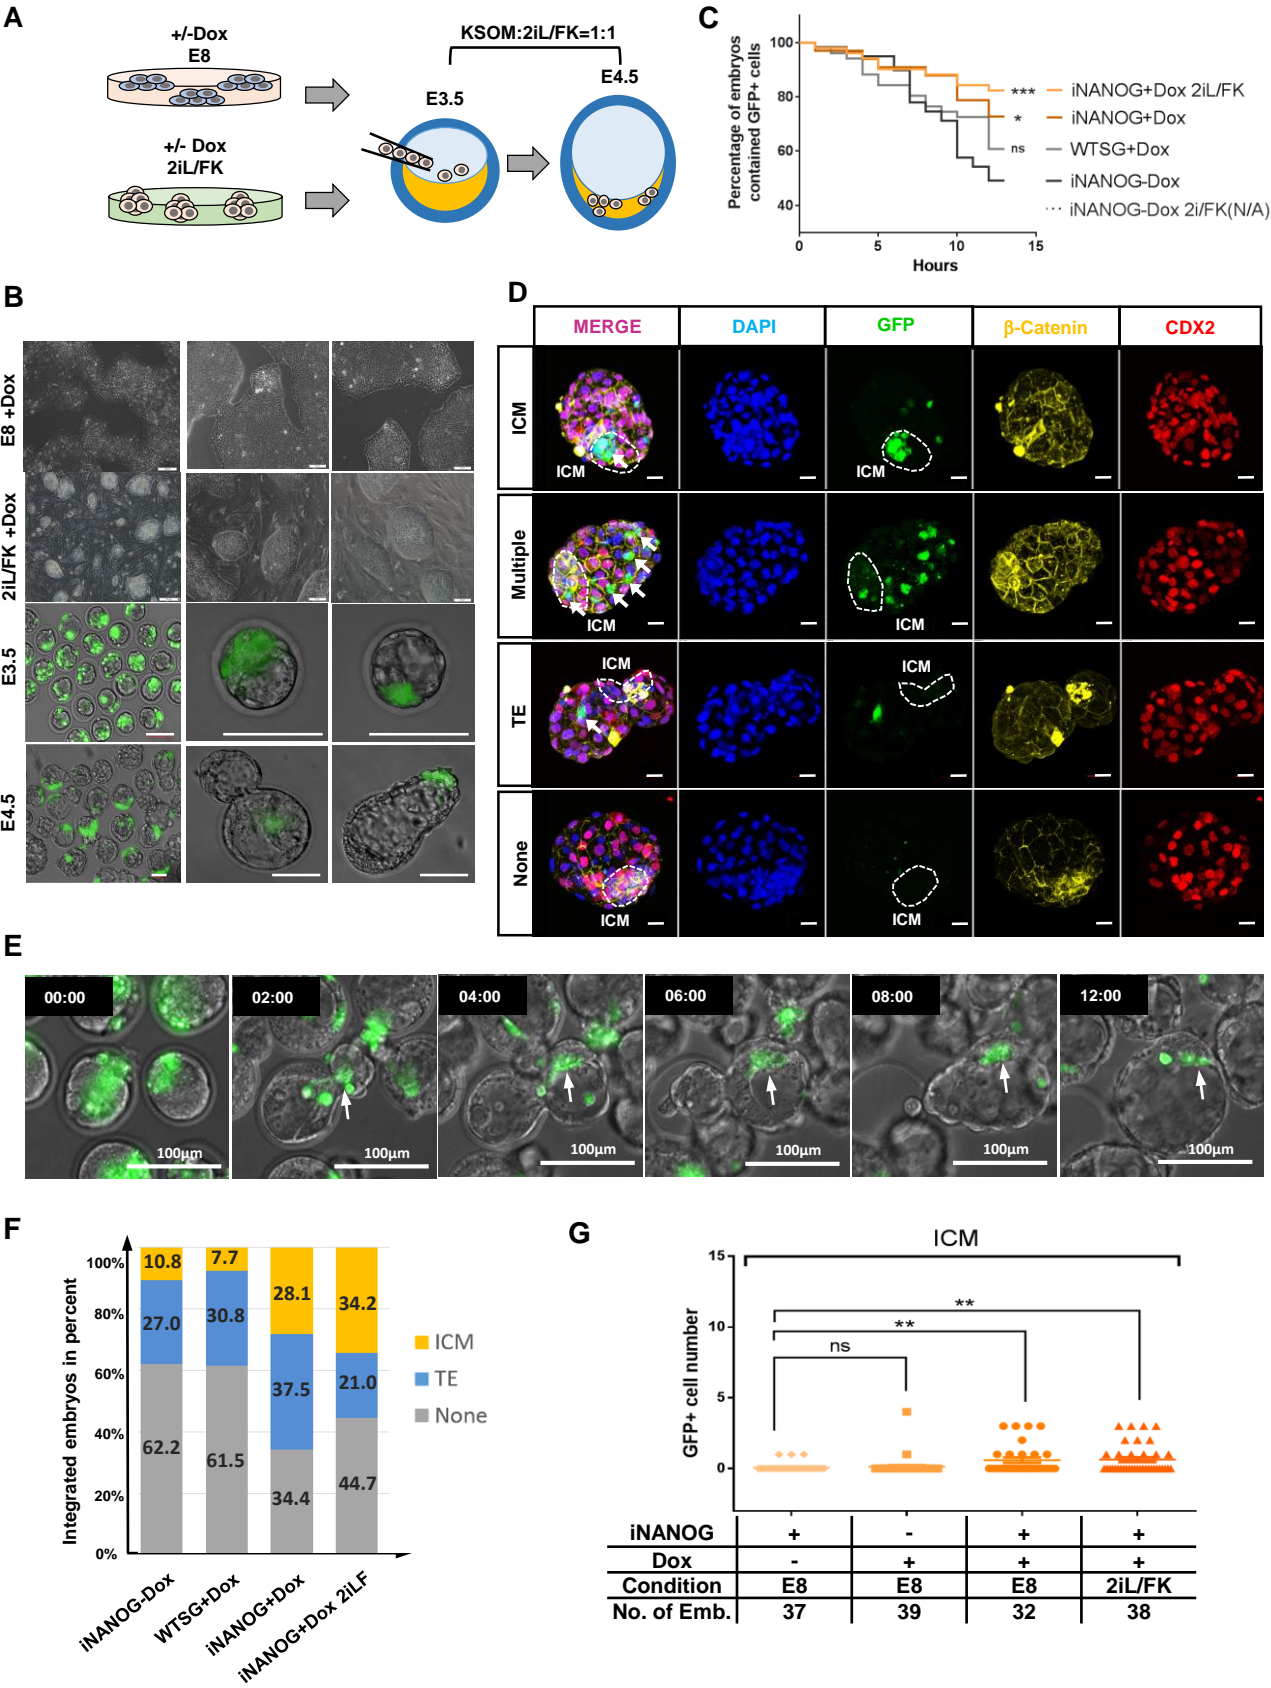 A
+/-Dox
E8
+/- Dox
2iL/FK
KSOM:2iL/FK=1:1
E3.5
E4.5
C
Percentage of embryos
contained GFP+ cells
100
80
60
40
0
5
10
15
Hours
***
*
ns
iNANOG+Dox 2iL/FK
iNANOG+Dox
WTSG+Dox
iNANOG-Dox
iNANOG-Dox 2i/FK(N/A)
B
E8 +Dox
2iL/FK +Dox
E3.5
E4.5
D
MERGE
DAPI
GFP
β-Catenin
CDX2
ICM
ICM
ICM
Multiple
ICM
ICM
TE
ICM
ICM
None
ICM
ICM
E
00:00
02:00
04:00
06:00
08:00
12:00
100μm
100μm
100μm
100μm
100μm
100μm
F
Integrated embryos in percent
100%
80%
60%
40%
20%
0%
10.8
27.0
62.2
7.7
30.8
61.5
28.1
37.5
34.4
34.2
21.0
44.7
ICM
TE
None
iNANOG-Dox
WTSG+Dox
iNANOG+Dox
iNANOG+Dox 2iLF
G
ICM
GFP+ cell number
15
10
5
0
ns
**
**
iNANOG + - + +
Dox - + + +
Condition E8 E8 E8 2iL/FK
No. of Emb. 37 39 32 38